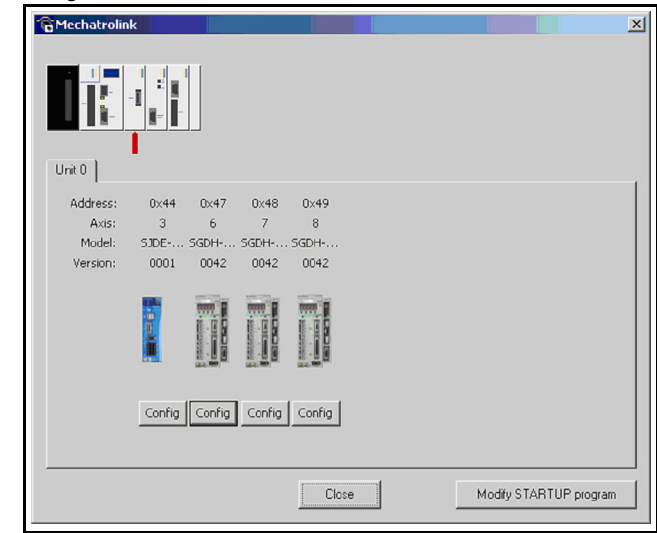 Mechatrolink
Unit 0
Address: 0x44 0x47 0x48 0x49
Axis: 3 6 7 8
Model: SJDE-... SGDH-... SGDH-... SGDH-...
Version: 0001 0042 0042 0042
Config Config Config Config
Close Modify STARTUP program